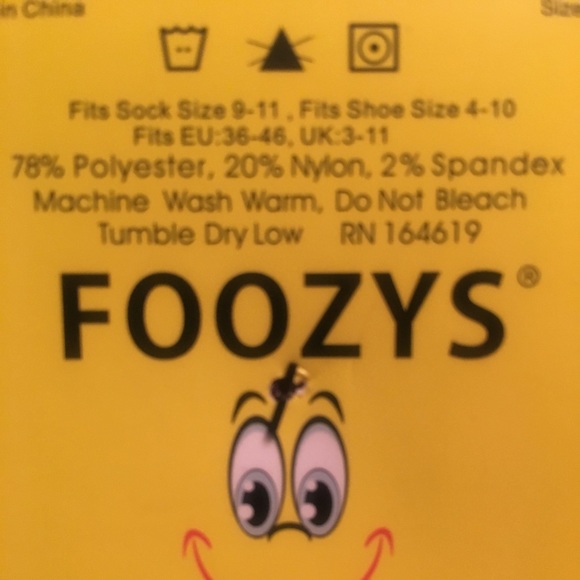 in China Size
Fits Sock Size 9-11 , Fits Shoe Size 4-10
Fits EU:36-46, UK:3-11
78% Polyester, 20% Nylon, 2% Spandex
Machine Wash Warm, Do Not Bleach
Tumble Dry Low RN 164619
FOOZYS®